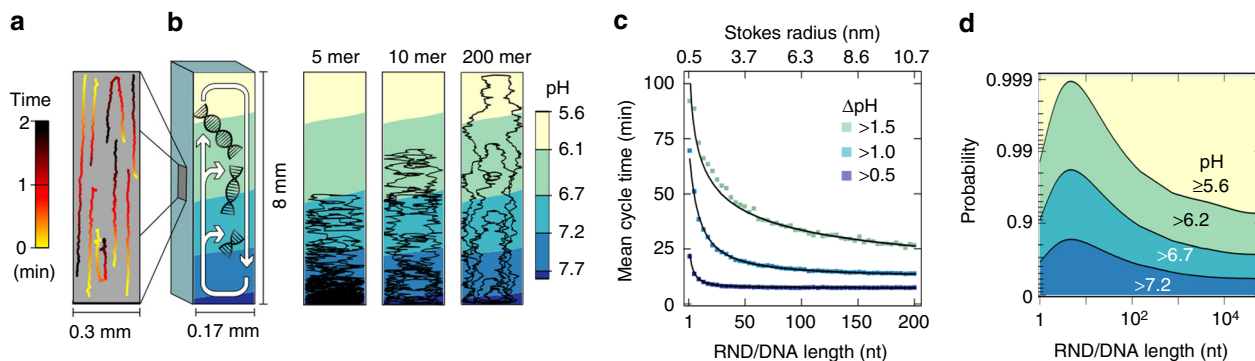 a
Time
2
1
0
(min)
0.3 mm
b
8 mm
0.17 mm
5 mer
10 mer
200 mer
pH
5.6
6.1
6.7
7.2
7.7
c
Stokes radius (nm)
0.5 3.7 6.3 8.6 10.7
Mean cycle time (min)
100
75
50
25
0
ΔpH
>1.5
>1.0
>0.5
1 50 100 150 200
RND/DNA length (nt)
d
Probability
0.999
0.99
0.9
0
pH
≥5.6
>6.2
>6.7
>7.2
1 10² 10³ 10⁴
RND/DNA length (nt)